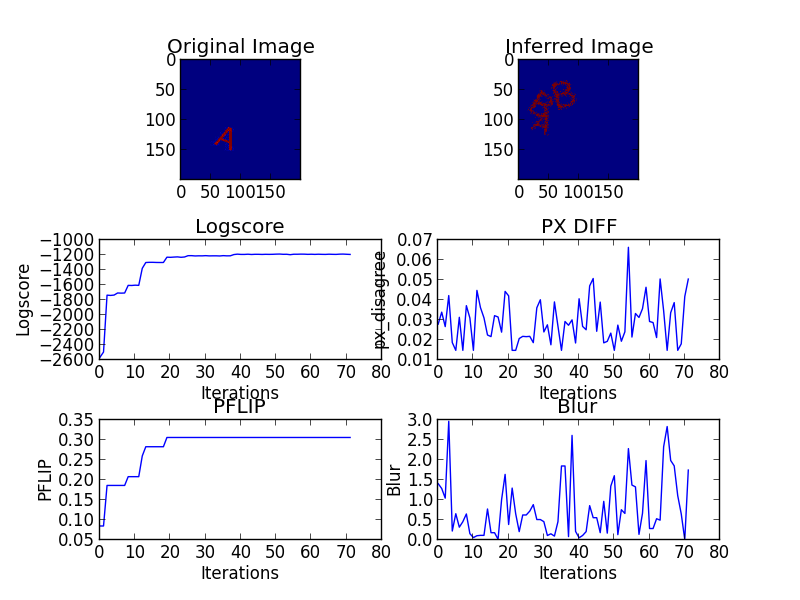 Original Image
Inferred Image
0
50
100
150
0 50 100 150
A
0
50
100
150
0 50 100 150
B
A
Logscore
−1000
−1200
−1400
−1600
−1800
−2000
−2200
−2400
−2600
Logscore
0 10 20 30 40 50 60 70 80
Iterations
PX DIFF
0.07
0.06
0.05
0.04
0.03
0.02
0.01
px_disagree
0 10 20 30 40 50 60 70 80
Iterations
PFLIP
0.35
0.30
0.25
0.20
0.15
0.10
0.05
PFLIP
0 10 20 30 40 50 60 70 80
Iterations
Blur
3.0
2.5
2.0
1.5
1.0
0.5
0.0
Blur
0 10 20 30 40 50 60 70 80
Iterations